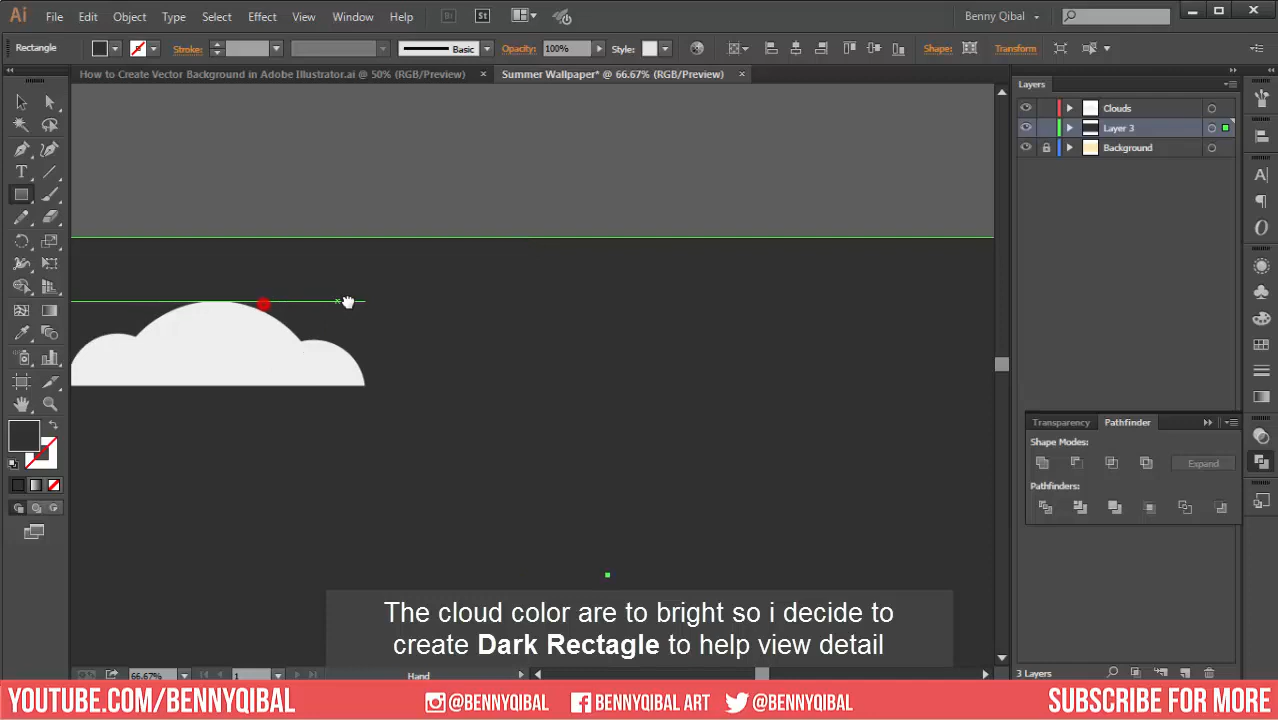 Ai File Edit Object Type Select Effect View Window Help Br St Benny Qibal
Rectangle Stroke: Basic Opacity: 100% Style: Shape: Transform
How to Create Vector Background in Adobe Illustrator.ai @ 50% (RGB/Preview) × Summer Wallpaper* @ 66.67% (RGB/Preview) ×
Layers
Clouds
Layer 3
Background
Transparency Pathfinder
Shape Modes:
Expand
Pathfinders:
The cloud color are to bright so i decide to
create Dark Rectagle to help view detail
66.67% 1 Hand 3 Layers
YOUTUBE.COM/BENNYQIBAL @BENNYQIBAL BENNYQIBAL ART @BENNYQIBAL SUBSCRIBE FOR MORE